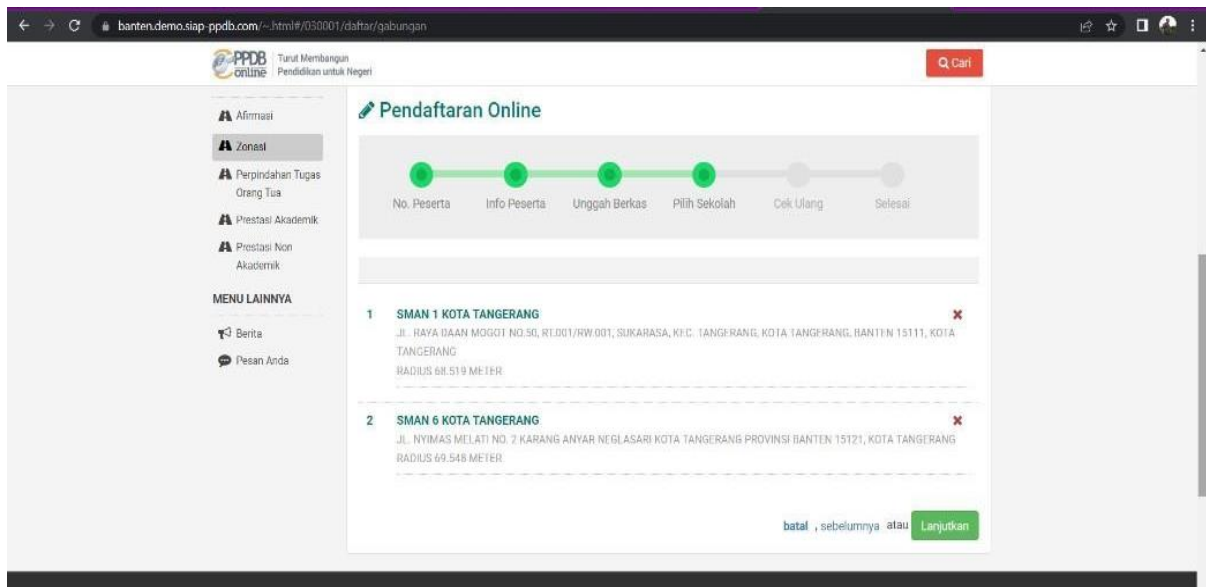 banten.demo.siap-ppdb.com/~.html#/030001/daftar/gabungan
PPDB online
Turut Membangun
Pendidikan untuk Negeri
Cari
Afirmasi
Zonasi
Perpindahan Tugas
Orang Tua
Prestasi Akademik
Prestasi Non
Akademik
MENU LAINNYA
Berita
Pesan Anda
Pendaftaran Online
No. Peserta Info Peserta Unggah Berkas Pilih Sekolah Cek Ulang Selesai
1 SMAN 1 KOTA TANGERANG
JL. RAYA DAAN MOGOT NO.50, RT.001/RW.001, SUKARASA, KEC. TANGERANG, KOTA TANGERANG, BANTEN 15111, KOTA
TANGERANG
RADIUS 68.519 METER
2 SMAN 6 KOTA TANGERANG
JL. NYIMAS MELATI NO. 2 KARANG ANYAR NEGLASARI KOTA TANGERANG PROVINSI BANTEN 15121, KOTA TANGERANG
RADIUS 69.548 METER
batal , sebelumnya atau Lanjutkan